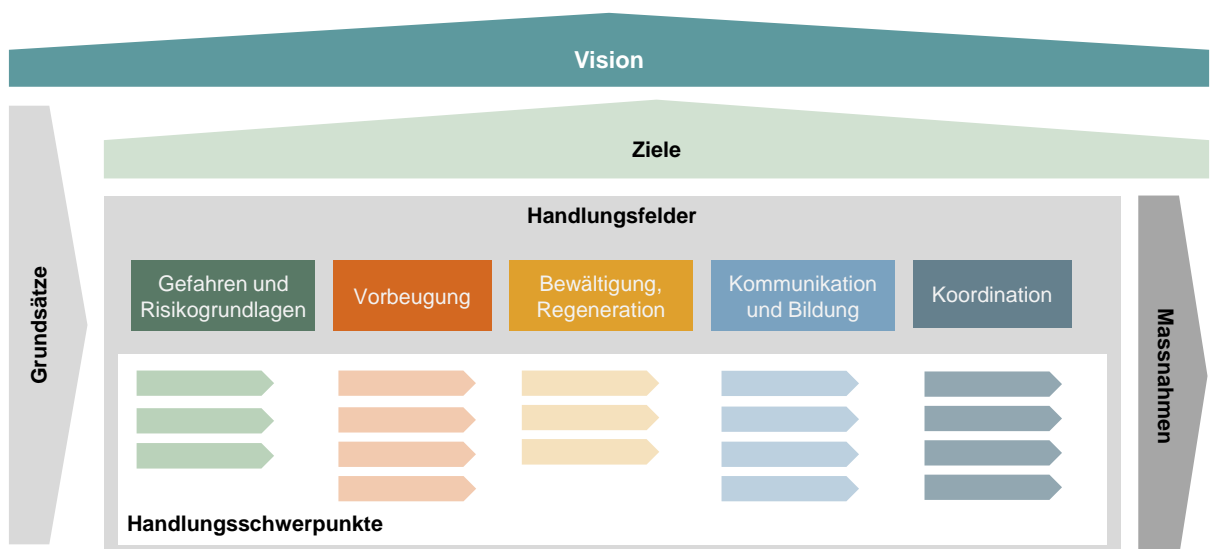 Vision
Ziele
Grundsätze
Handlungsfelder
Gefahren und
Risikogrundlagen
Vorbeugung
Bewältigung,
Regeneration
Kommunikation
und Bildung
Koordination
Handlungsschwerpunkte
Massnahmen